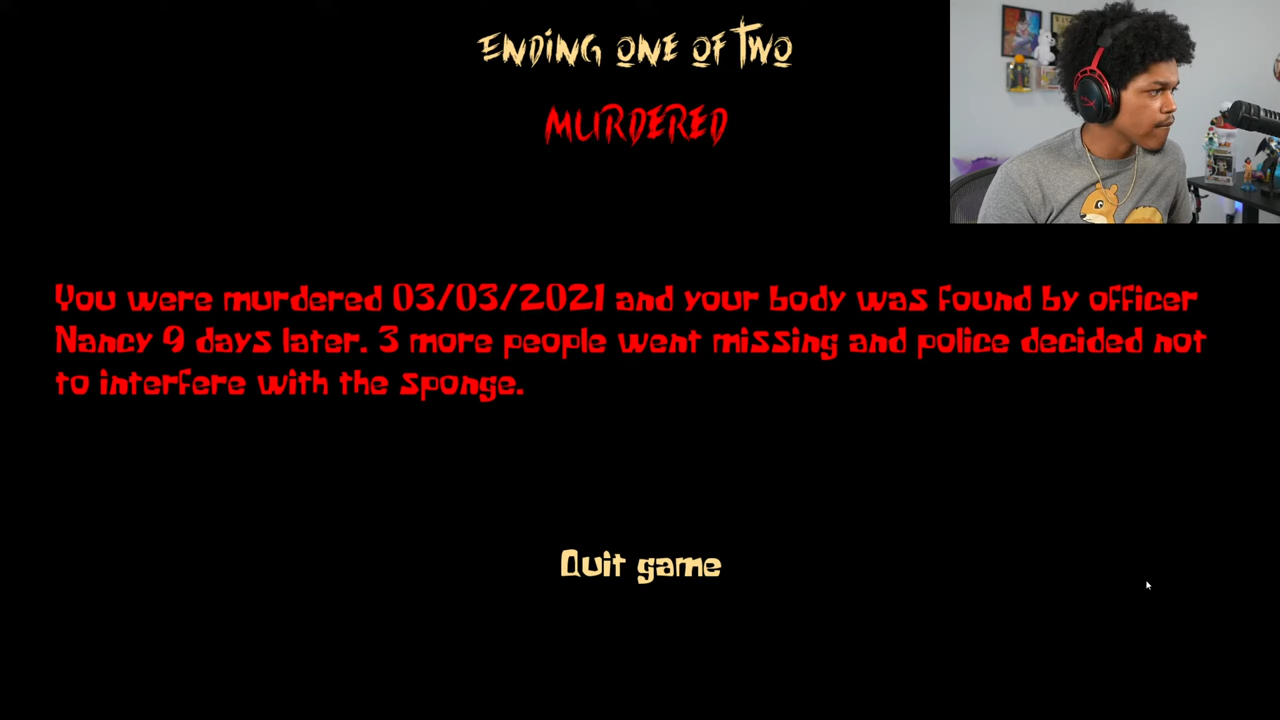 ENDING ONE OF TWO
MURDERED
You were murdered 03/03/2021 and your body was found by officer
Nancy 9 days later. 3 more people went missing and police decided not
to interfere with the sponge.
Quit game